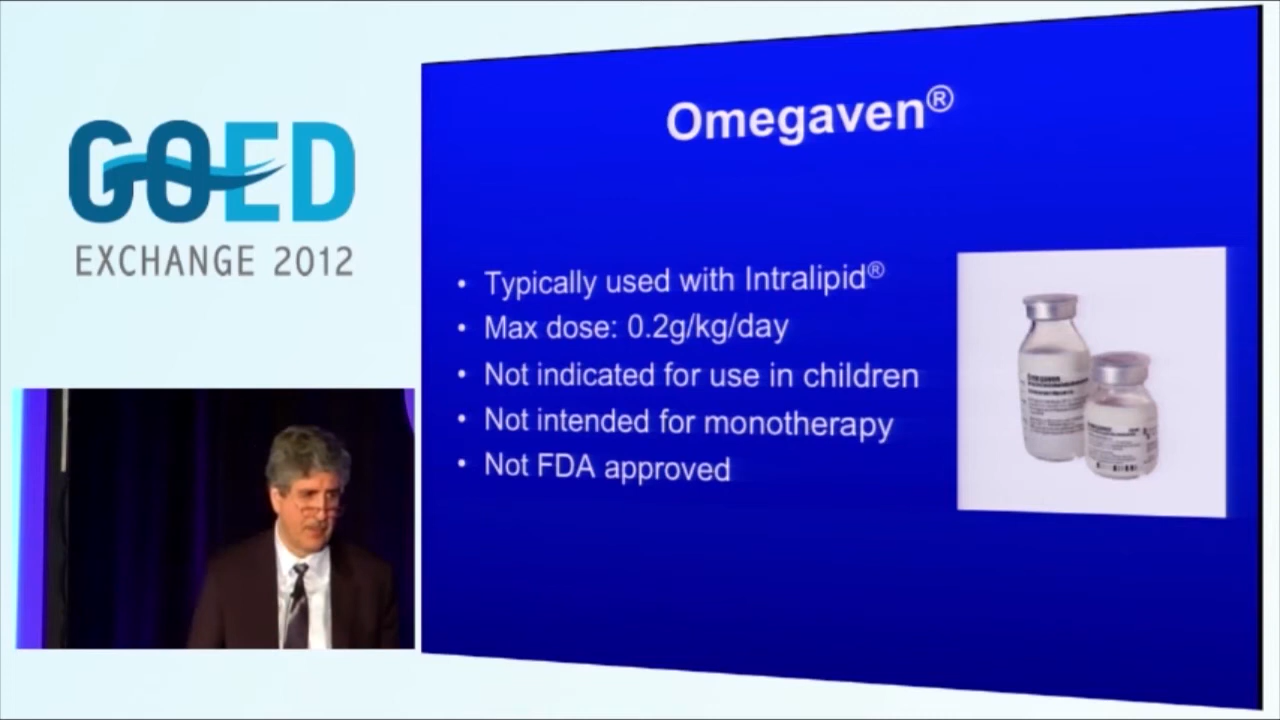 GOED
EXCHANGE 2012
Omegaven®
• Typically used with Intralipid®
• Max dose: 0.2g/kg/day
• Not indicated for use in children
• Not intended for monotherapy
• Not FDA approved